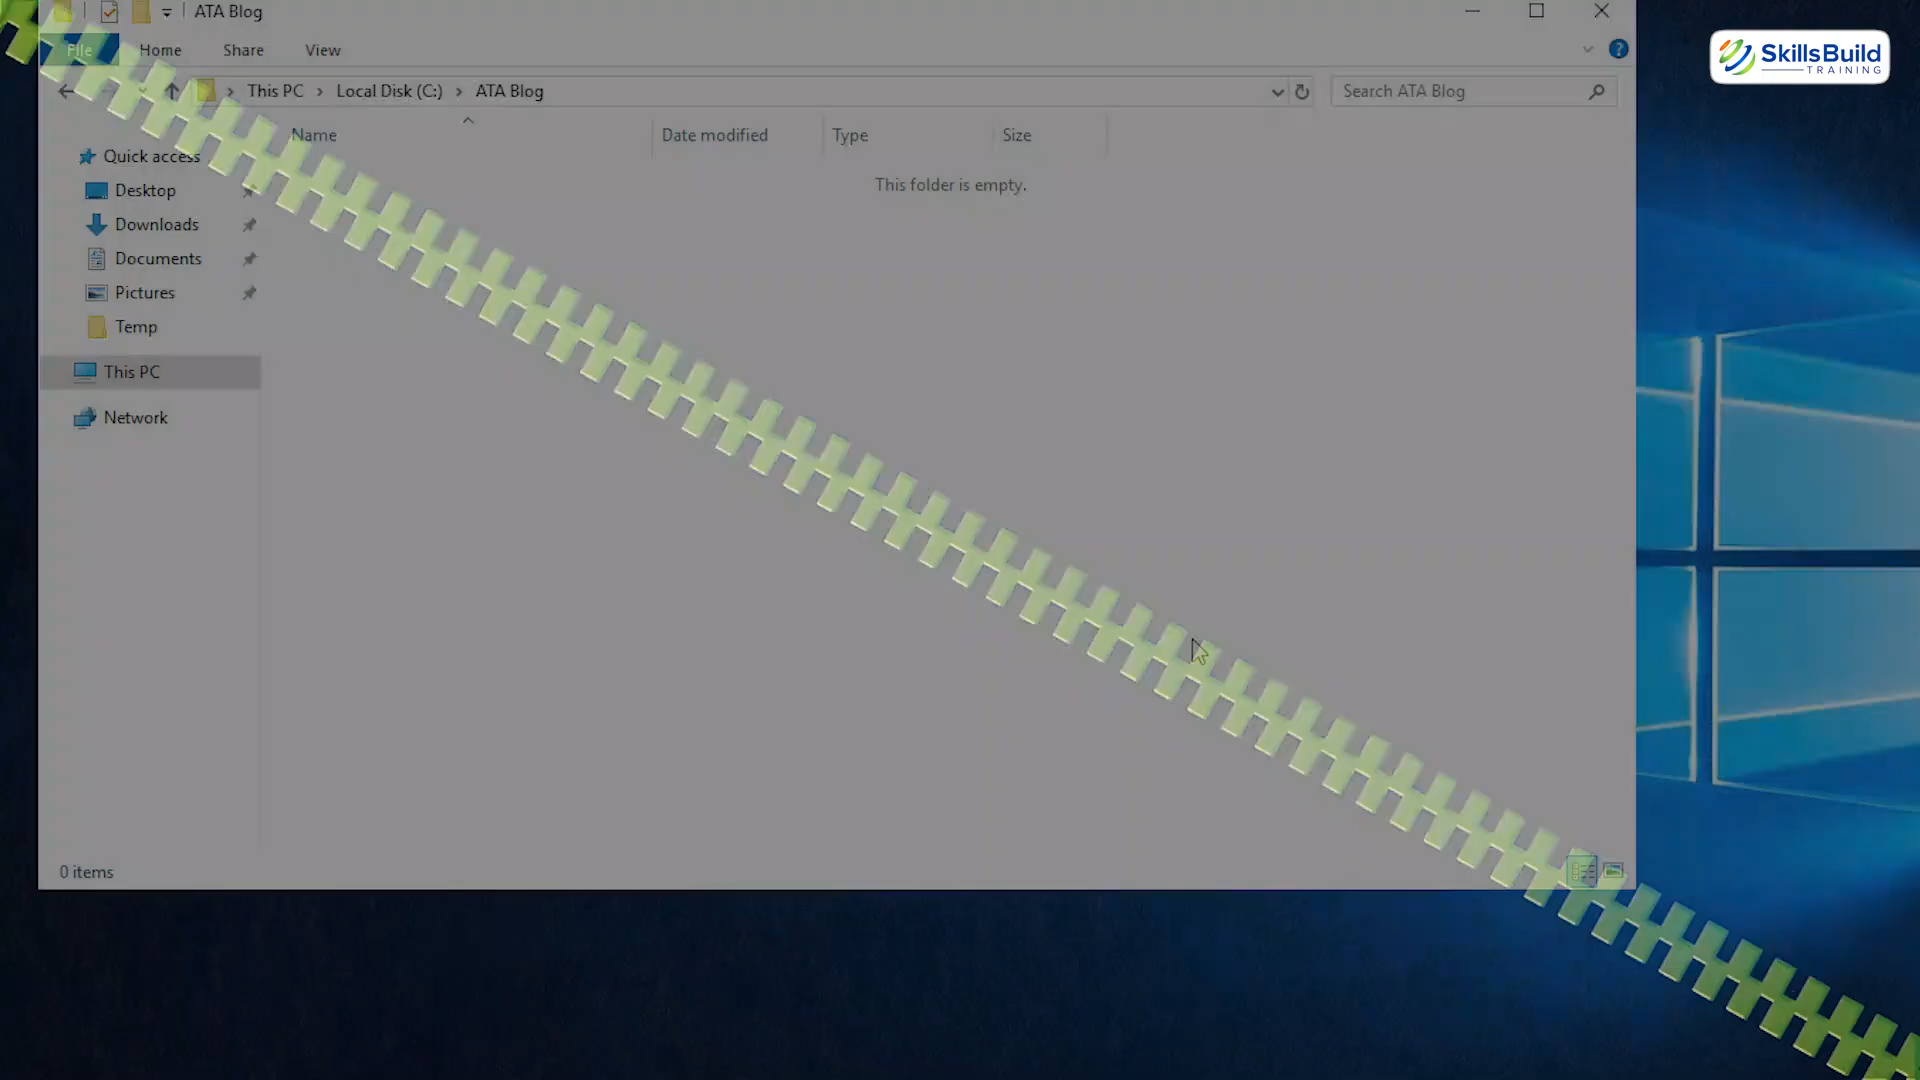 ATA Blog
File Home Share View
This PC > Local Disk (C:) > ATA Blog
Search ATA Blog
SkillsBuild
TRAINING
Name Date modified Type Size
This folder is empty.
Quick access
Desktop
Downloads
Documents
Pictures
Temp
This PC
Network
0 items